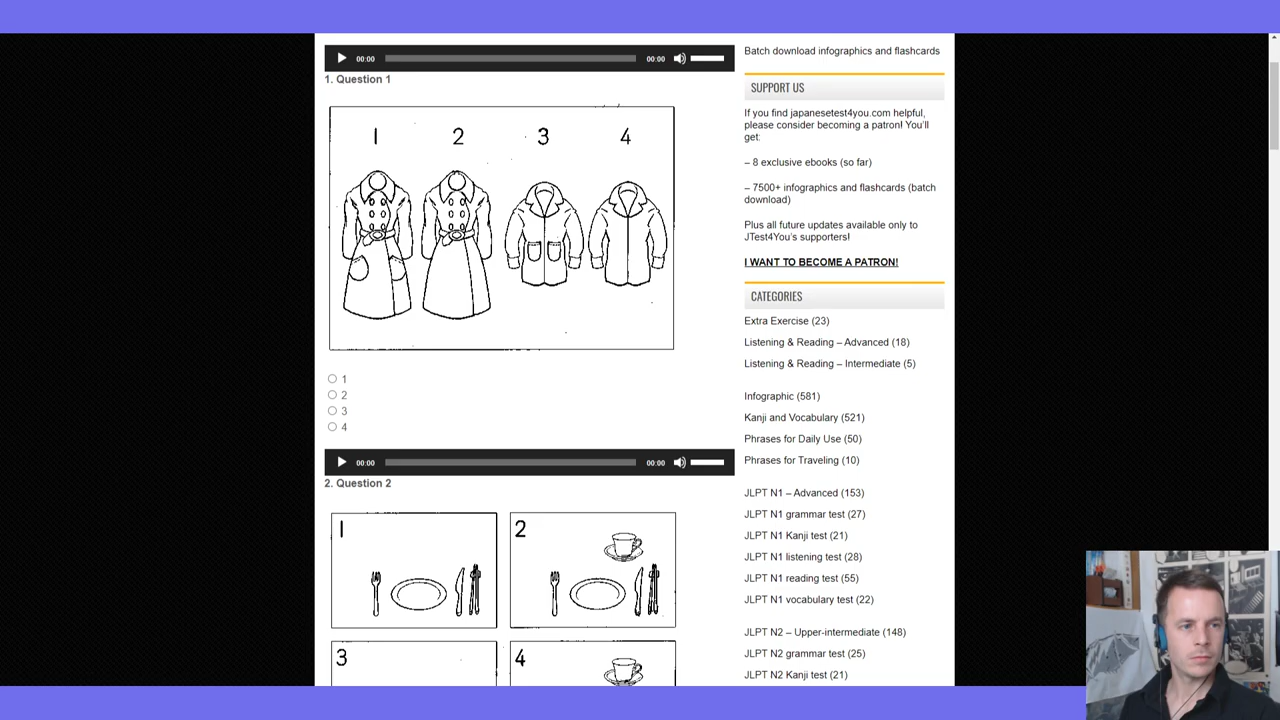 00:00
00:00
1. Question 1
1 2 3 4
1
2
3
4
00:00
00:00
2. Question 2
1
2
3
4
Batch download infographics and flashcards
SUPPORT US
If you find japanesetest4you.com helpful,
please consider becoming a patron! You'll
get:
– 8 exclusive ebooks (so far)
– 7500+ infographics and flashcards (batch
download)
Plus all future updates available only to
JTest4You's supporters!
I WANT TO BECOME A PATRON!
CATEGORIES
Extra Exercise (23)
Listening & Reading – Advanced (18)
Listening & Reading – Intermediate (5)
Infographic (581)
Kanji and Vocabulary (521)
Phrases for Daily Use (50)
Phrases for Traveling (10)
JLPT N1 – Advanced (153)
JLPT N1 grammar test (27)
JLPT N1 Kanji test (21)
JLPT N1 listening test (28)
JLPT N1 reading test (55)
JLPT N1 vocabulary test (22)
JLPT N2 – Upper-intermediate (148)
JLPT N2 grammar test (25)
JLPT N2 Kanji test (21)